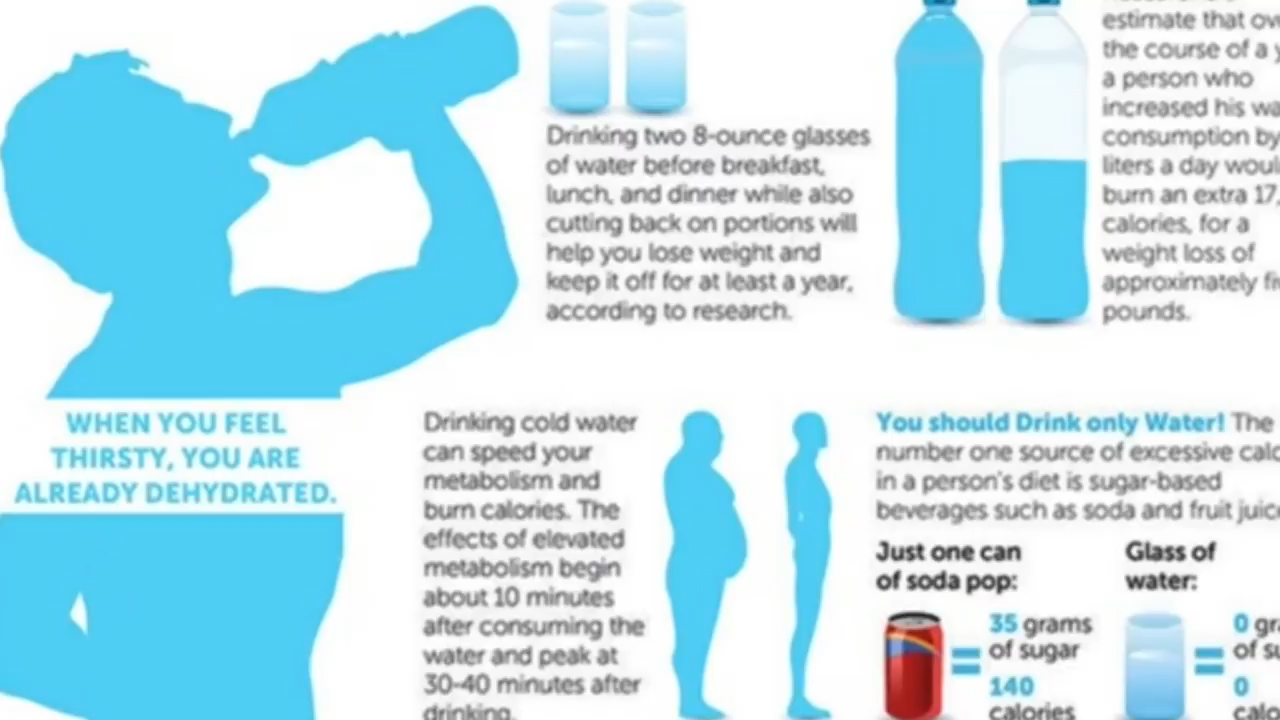 Drinking two 8-ounce glasses
of water before breakfast,
lunch, and dinner while also
cutting back on portions will
help you lose weight and
keep it off for at least a year,
according to research.
estimate that
the course of a
a person who
increased his
consumption by
liters a day
burn an extra 17,
calories, for a
weight loss of
approximately
pounds.
WHEN YOU FEEL
THIRSTY, YOU ARE
ALREADY DEHYDRATED.
Drinking cold water
can speed your
metabolism and
burn calories. The
effects of elevated
metabolism begin
about 10 minutes
after consuming the
water and peak at
30-40 minutes after
drinking.
You should Drink only Water! The
number one source of excessive
in a person's diet is sugar-based
beverages such as soda and fruit
Just one can
of soda pop:
35 grams
of sugar
140
calories
Glass of
water:
0
of
0